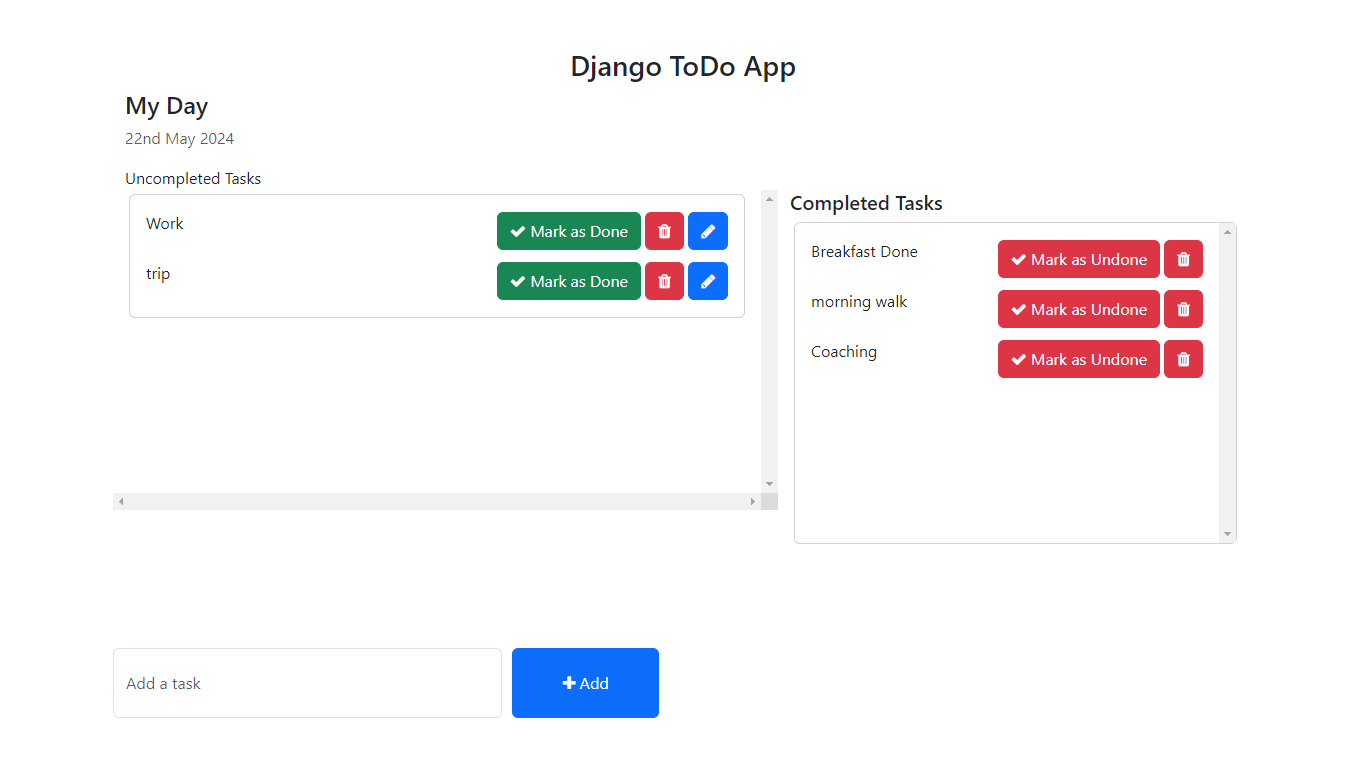 Django ToDo App
My Day
22nd May 2024
Uncompleted Tasks
Work
Mark as Done
trip
Mark as Done
Completed Tasks
Breakfast Done
Mark as Undone
morning walk
Mark as Undone
Coaching
Mark as Undone
Add a task
Add